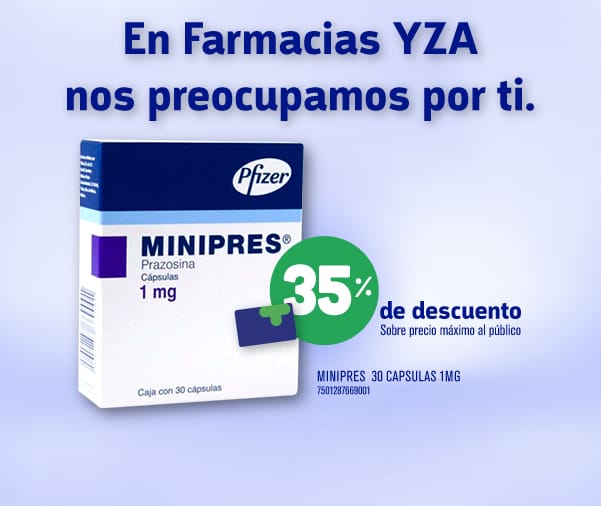 En Farmacias YZA
nos preocupamos por ti.
Pfizer
MINIPRES®
Prazosina
Cápsulas
1 mg
35%
de descuento
Sobre precio máximo al público
MINIPRES 30 CAPSULAS 1MG
7501287669001
Caja con 30 cápsulas